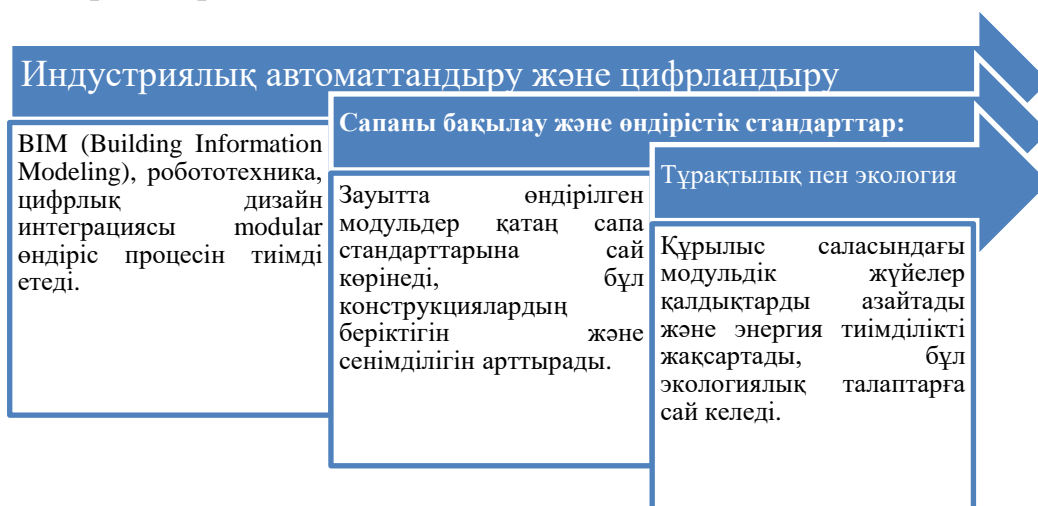 Индустриялық автоматтандыру және цифрландыру
BIM (Building Information
Modeling), робототехника,
цифрлық дизайн
интеграциясы modular
өндіріс процесін тиімді
етеді.
Сапаны бақылау және өндірістік стандарттар:
Зауытта өндірілген
модульдер қатаң сапа
стандарттарына сай
көрінеді, бұл
конструкциялардың
беріктігін және
сенімділігін арттырады.
Тұрақтылық пен экология
Құрылыс саласындағы
модульдік жүйелер
қалдықтарды азайтады
және энергия тиімділікті
жақсартады, бұл
экологиялық талаптарға
сай келеді.